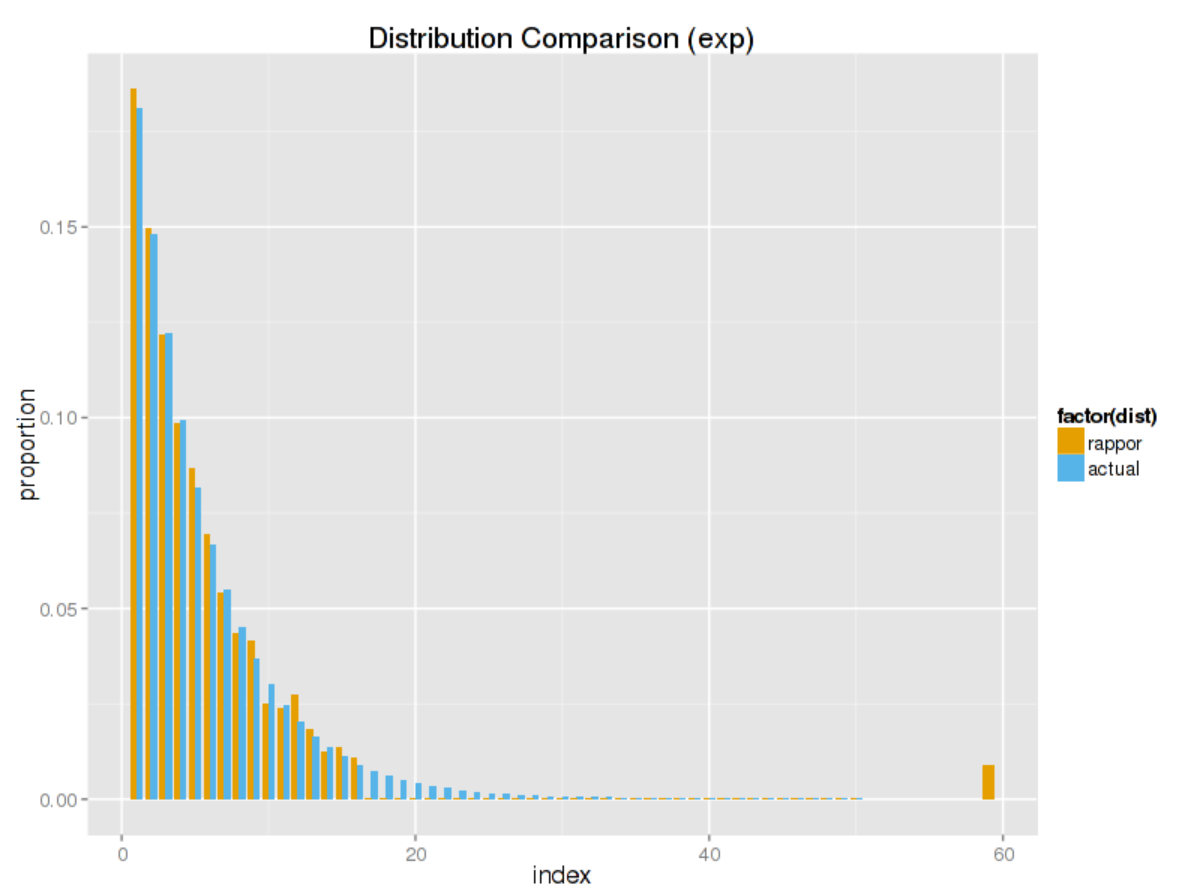 Distribution Comparison (exp)
proportion
0.15
0.10
0.05
0.00
0 20 40 60
index
factor(dist)
rappor
actual